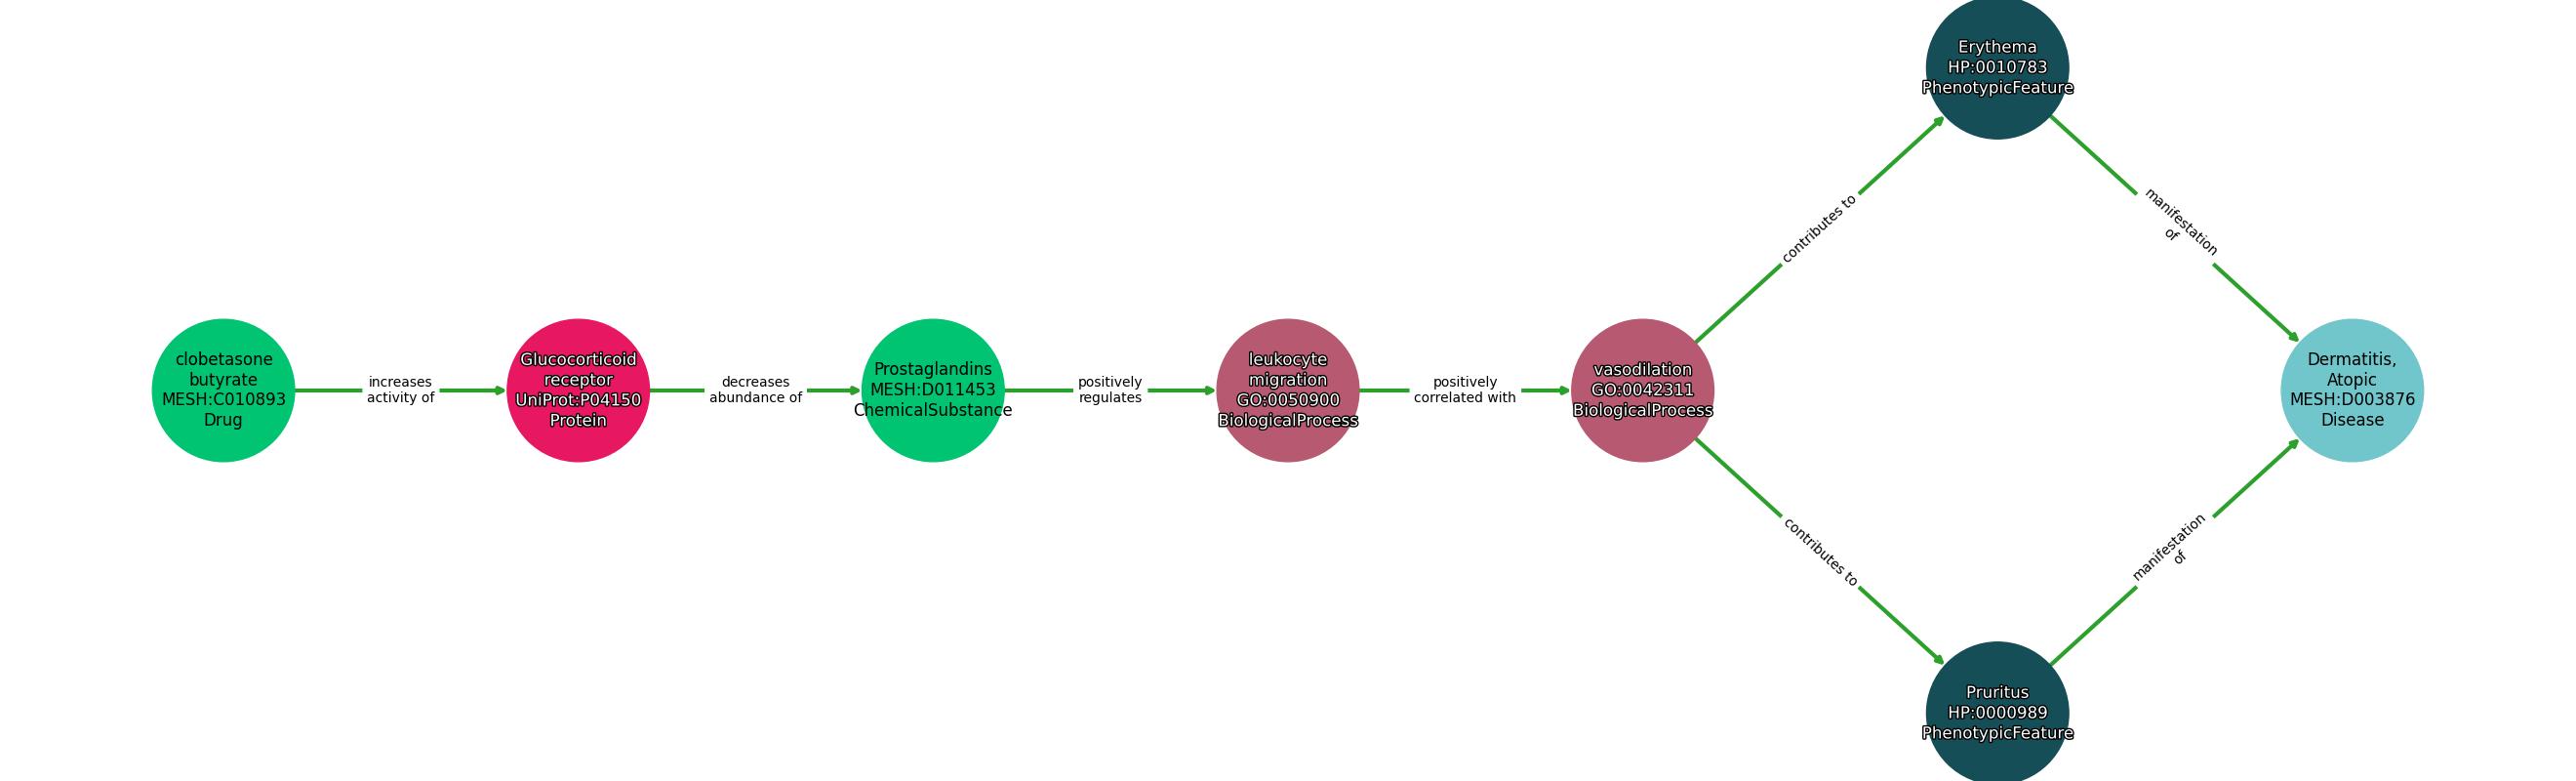 clobetasone
butyrate
MESH:C010893
Drug
increases
activity of
Glucocorticoid
receptor
UniProt:P04150
Protein
decreases
abundance of
Prostaglandins
MESH:D011453
ChemicalSubstance
positively
regulates
leukocyte
migration
GO:0050900
BiologicalProcess
positively
correlated with
vasodilation
GO:0042311
BiologicalProcess
contributes to
Erythema
HP:0010783
PhenotypicFeature
manifestation
of
contributes to
Pruritus
HP:0000989
PhenotypicFeature
manifestation
of
Dermatitis,
Atopic
MESH:D003876
Disease